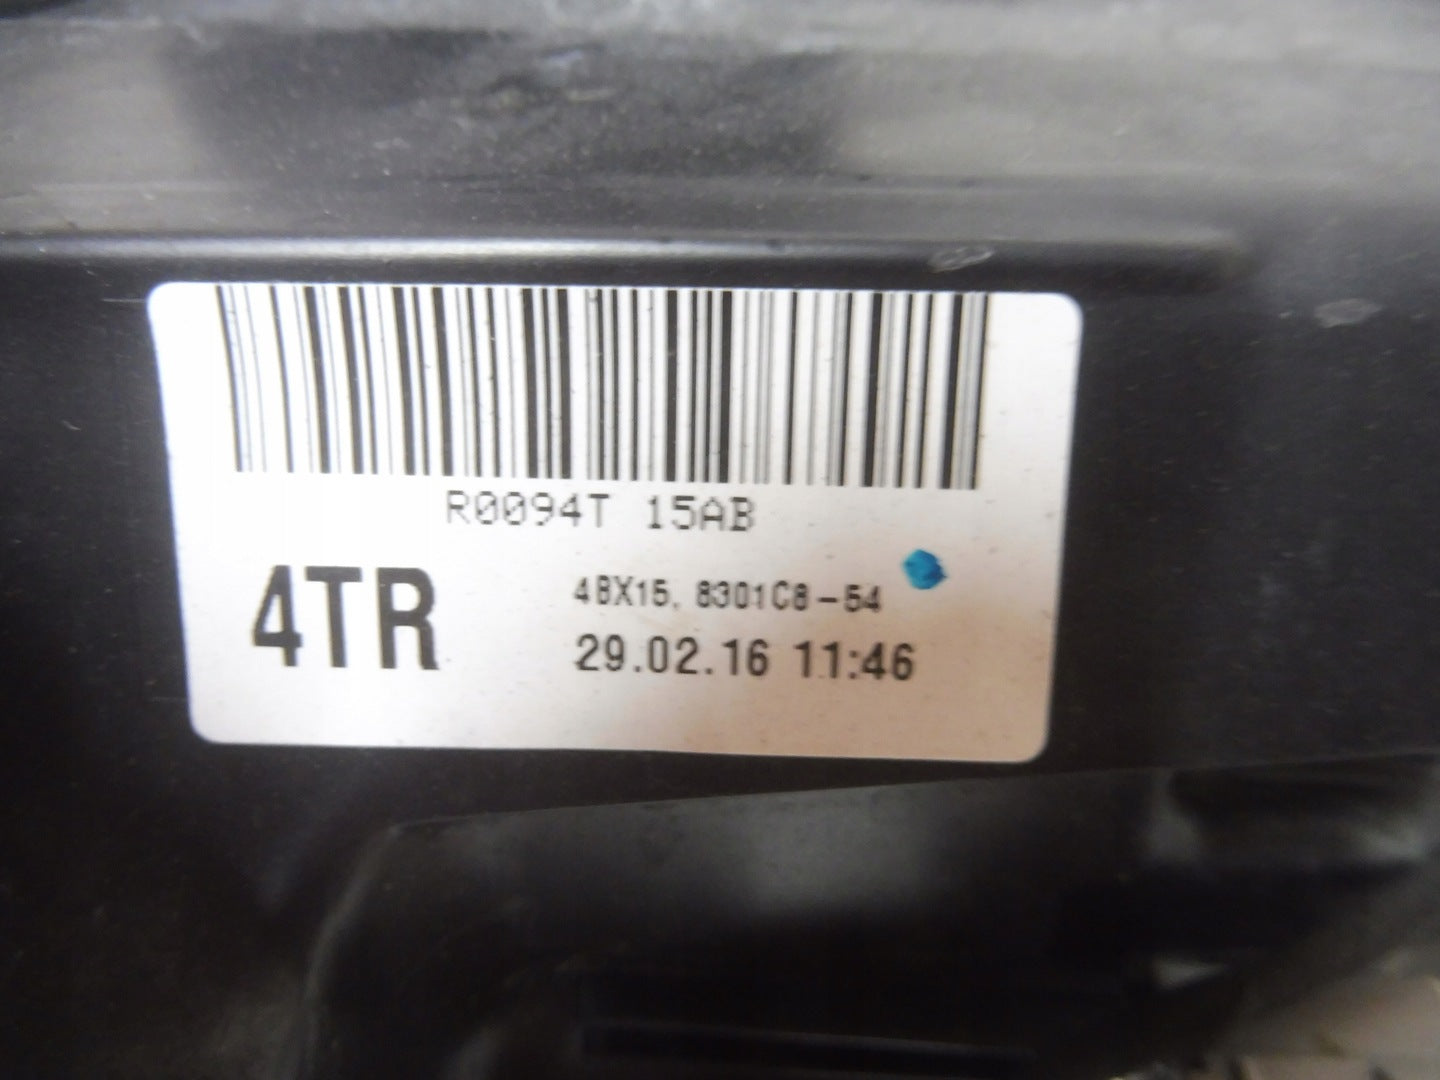 R0094T 15AB
4TR
4BX15. 8301C8-54
29.02.16 11:46